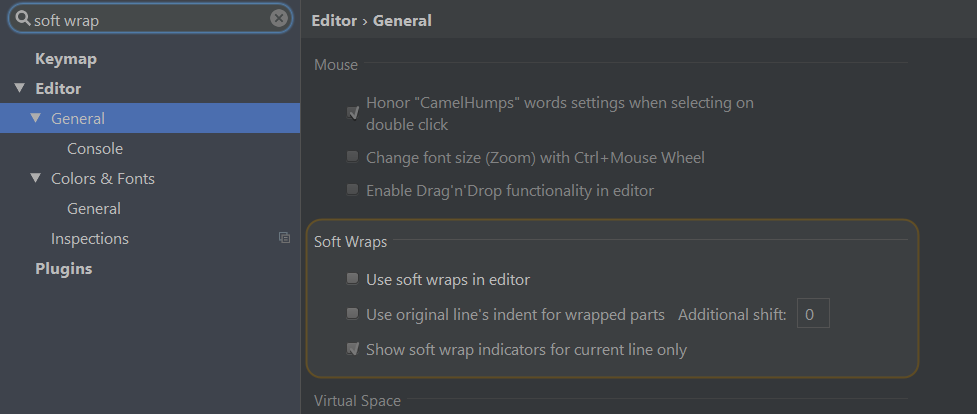 soft wrap
Keymap
Editor
General
Console
Colors & Fonts
General
Inspections
Plugins
Editor › General
Mouse
Honor "CamelHumps" words settings when selecting on
double click
Change font size (Zoom) with Ctrl+Mouse Wheel
Enable Drag'n'Drop functionality in editor
Soft Wraps
Use soft wraps in editor
Use original line's indent for wrapped parts Additional shift: 0
Show soft wrap indicators for current line only
Virtual Space